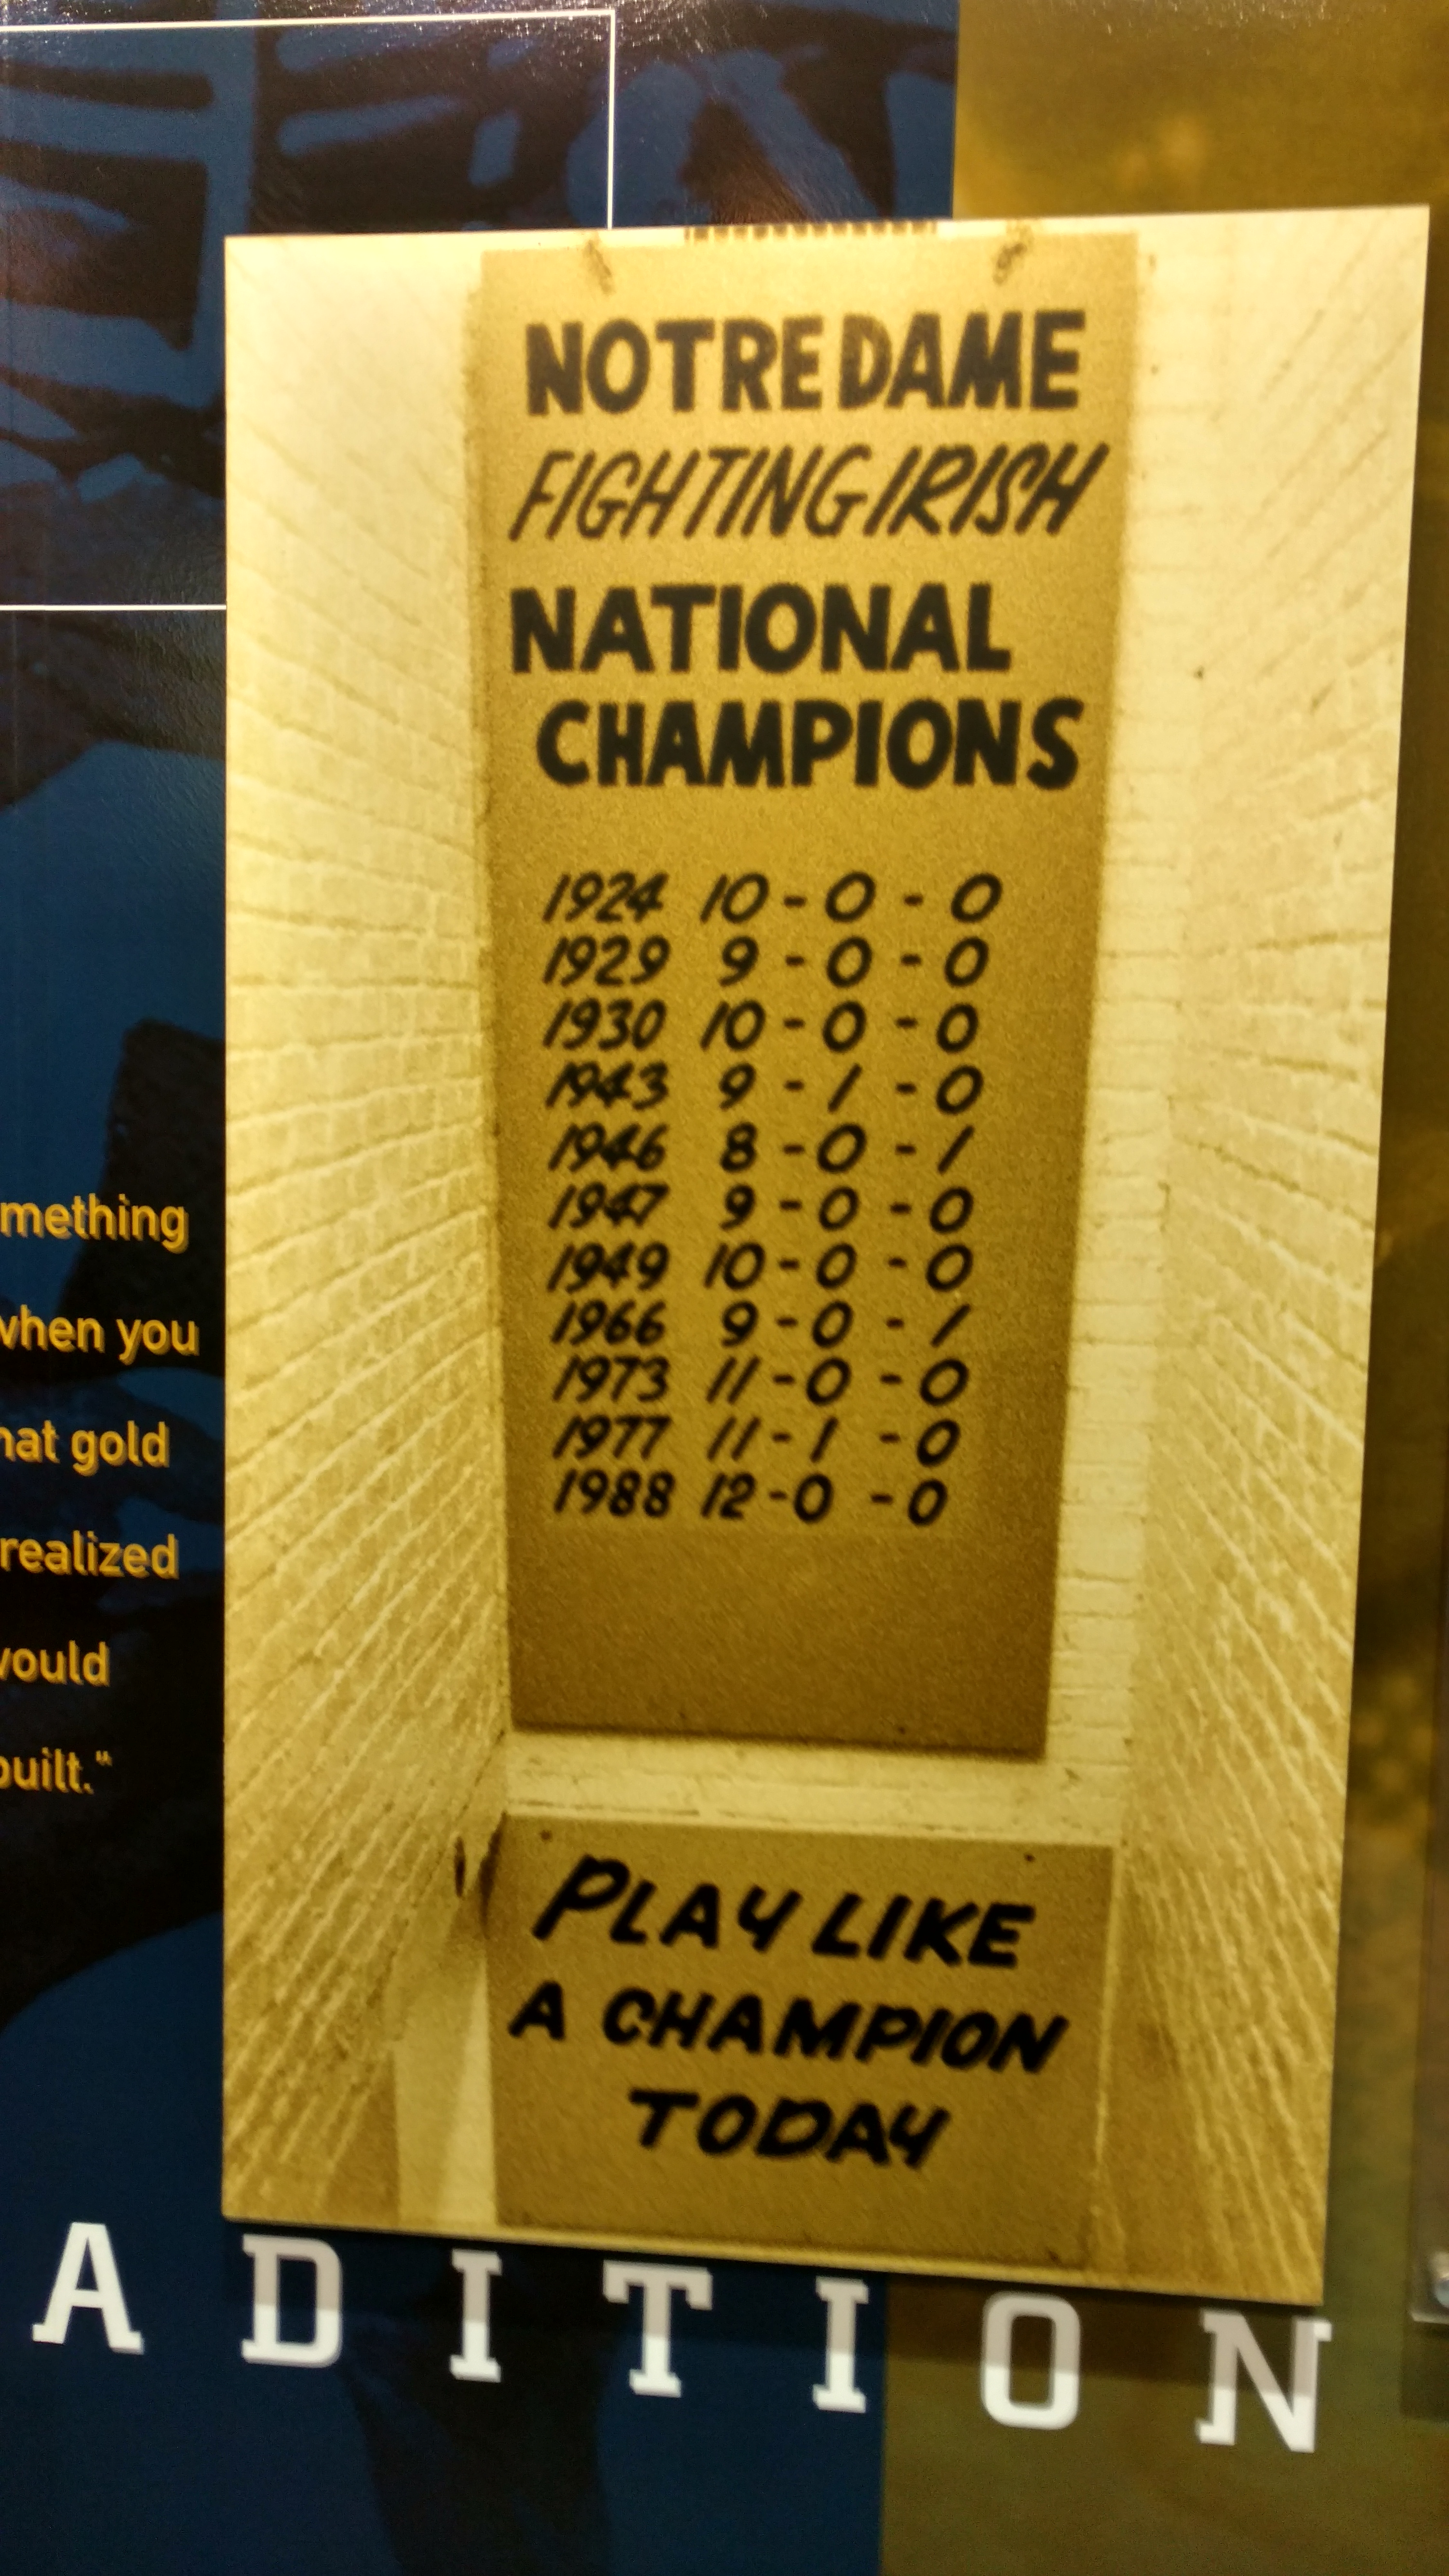 NOTRE DAME
FIGHTING IRISH
NATIONAL
CHAMPIONS
1924 10-0-0
1929 9-0-0
1930 10-0-0
1943 9-1-0
1946 8-0-1
1947 9-0-0
1949 10-0-0
1966 9-0-1
1973 11-0-0
1977 11-1-0
1988 12-0-0
PLAY LIKE
A CHAMPION
TODAY
mething
when you
hat gold
realized
would
built."
ADITION